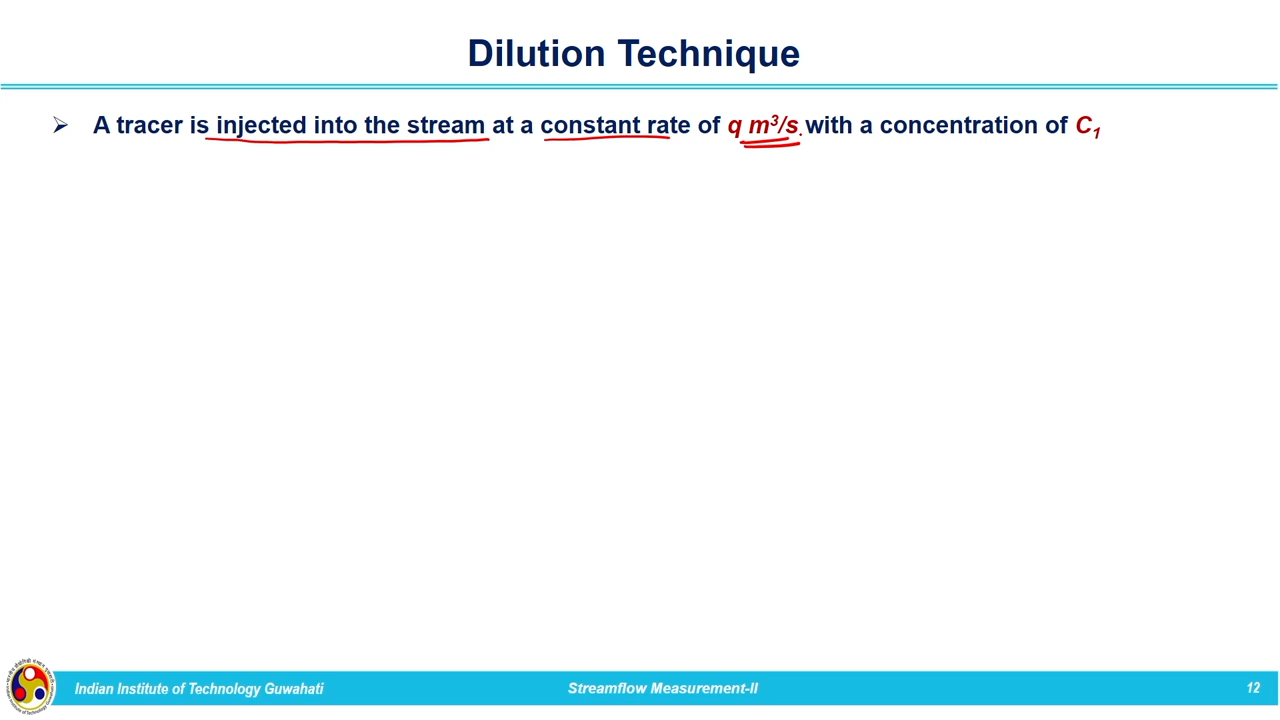 Dilution Technique
➢ A tracer is injected into the stream at a constant rate of q m³/s with a concentration of C₁
Indian Institute of Technology Guwahati
Streamflow Measurement-II
12